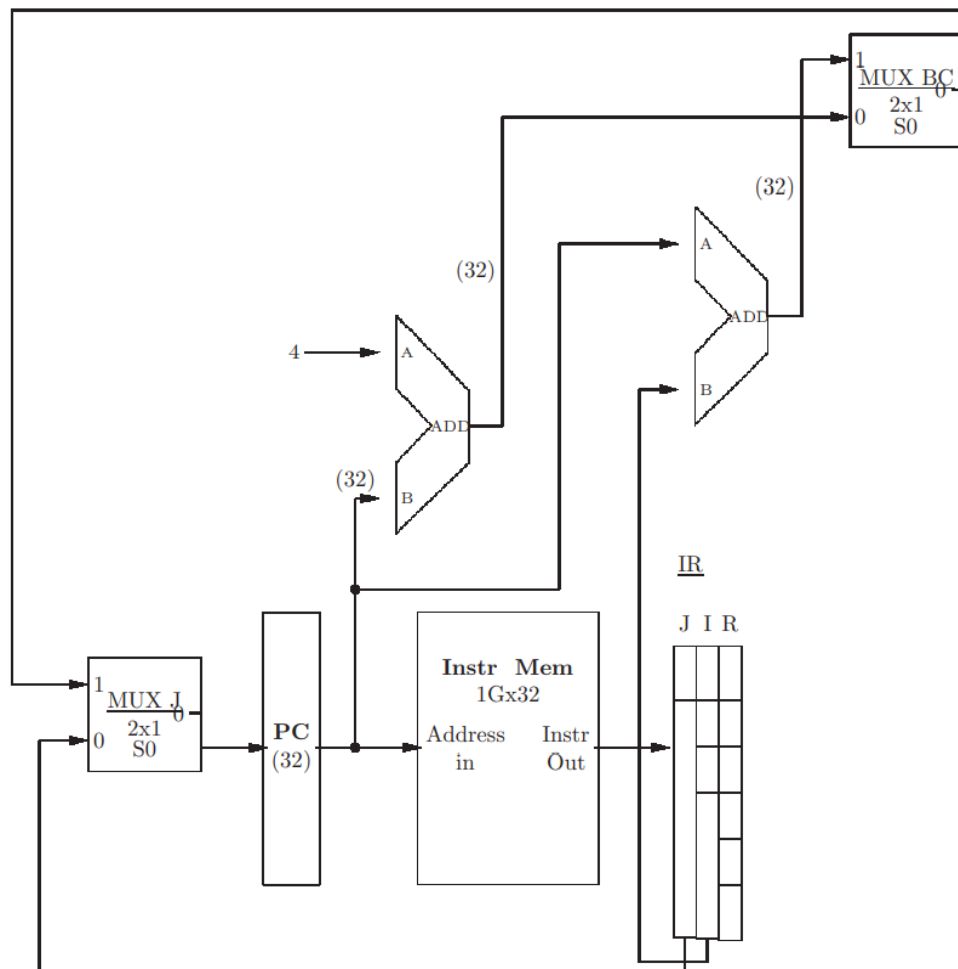 1
MUX BC
0
2x1
S0
0
(32)
A
(32)
ADD
4
A
B
ADD
(32)
B
IR
J I R
Instr Mem
1Gx32
1
MUX J
0
2x1
0
S0
PC
(32)
Address
in
Instr
Out